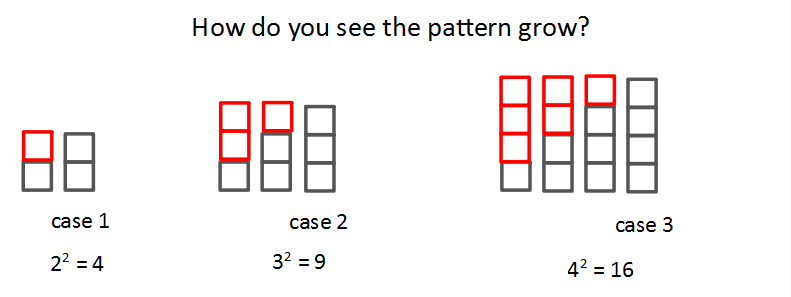 How do you see the pattern grow?
case 1
case 2
case 3
2² = 4
3² = 9
4² = 16